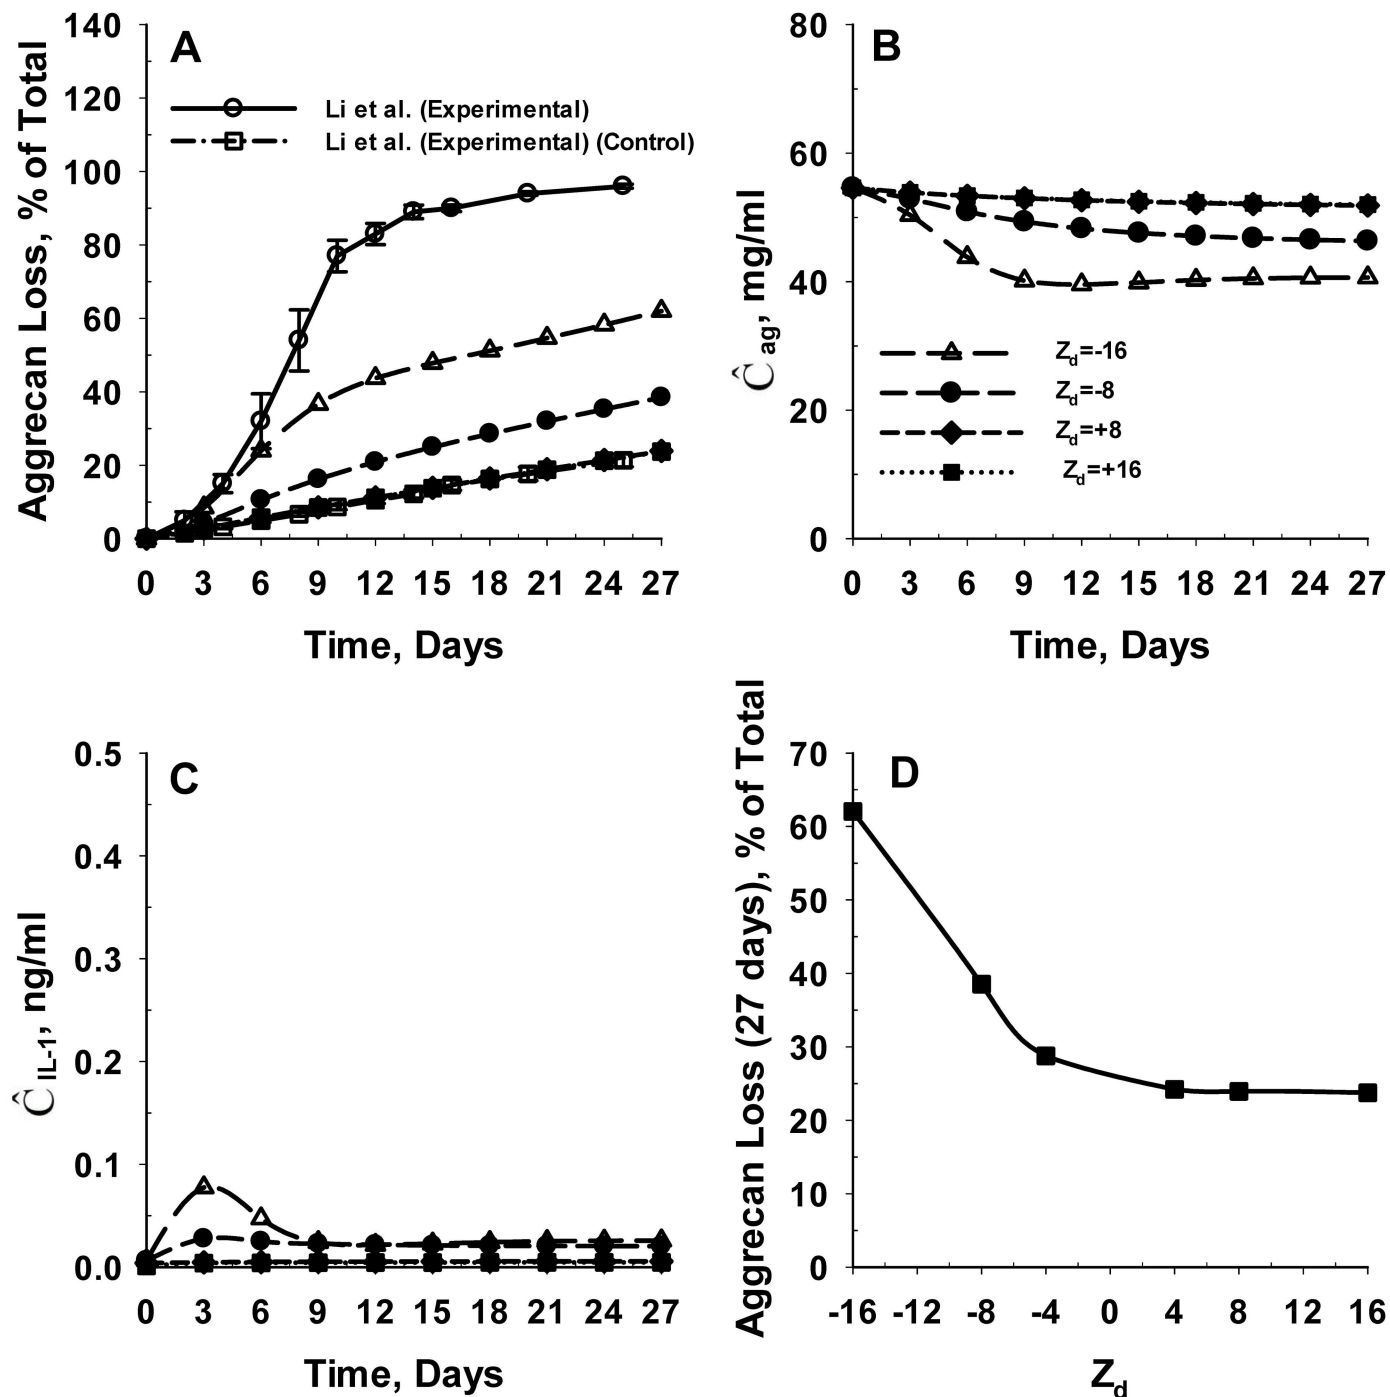 A
Aggrecan Loss, % of Total
140
120
100
80
60
40
20
0
Li et al. (Experimental)
Li et al. (Experimental) (Control)
0 3 6 9 12 15 18 21 24 27
Time, Days
B
Ĉag, mg/ml
80
60
40
20
0
Zd=-16
Zd=-8
Zd=+8
Zd=+16
0 3 6 9 12 15 18 21 24 27
Time, Days
C
ĈIL-1, ng/ml
0.5
0.4
0.3
0.2
0.1
0.0
0 3 6 9 12 15 18 21 24 27
Time, Days
D
Aggrecan Loss (27 days), % of Total
70
60
50
40
30
20
10
0
-16 -12 -8 -4 0 4 8 12 16
Zd